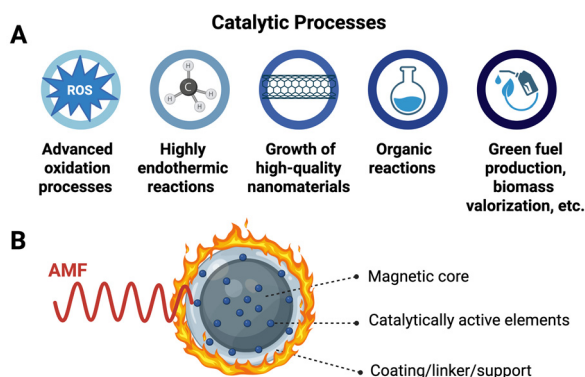 Catalytic Processes
A
ROS
C
H
H
H
H
Advanced
oxidation
processes
Highly
endothermic
reactions
Growth of
high-quality
nanomaterials
Organic
reactions
Green fuel
production,
biomass
valorization, etc.
B
AMF
Magnetic core
Catalytically active elements
Coating/linker/support